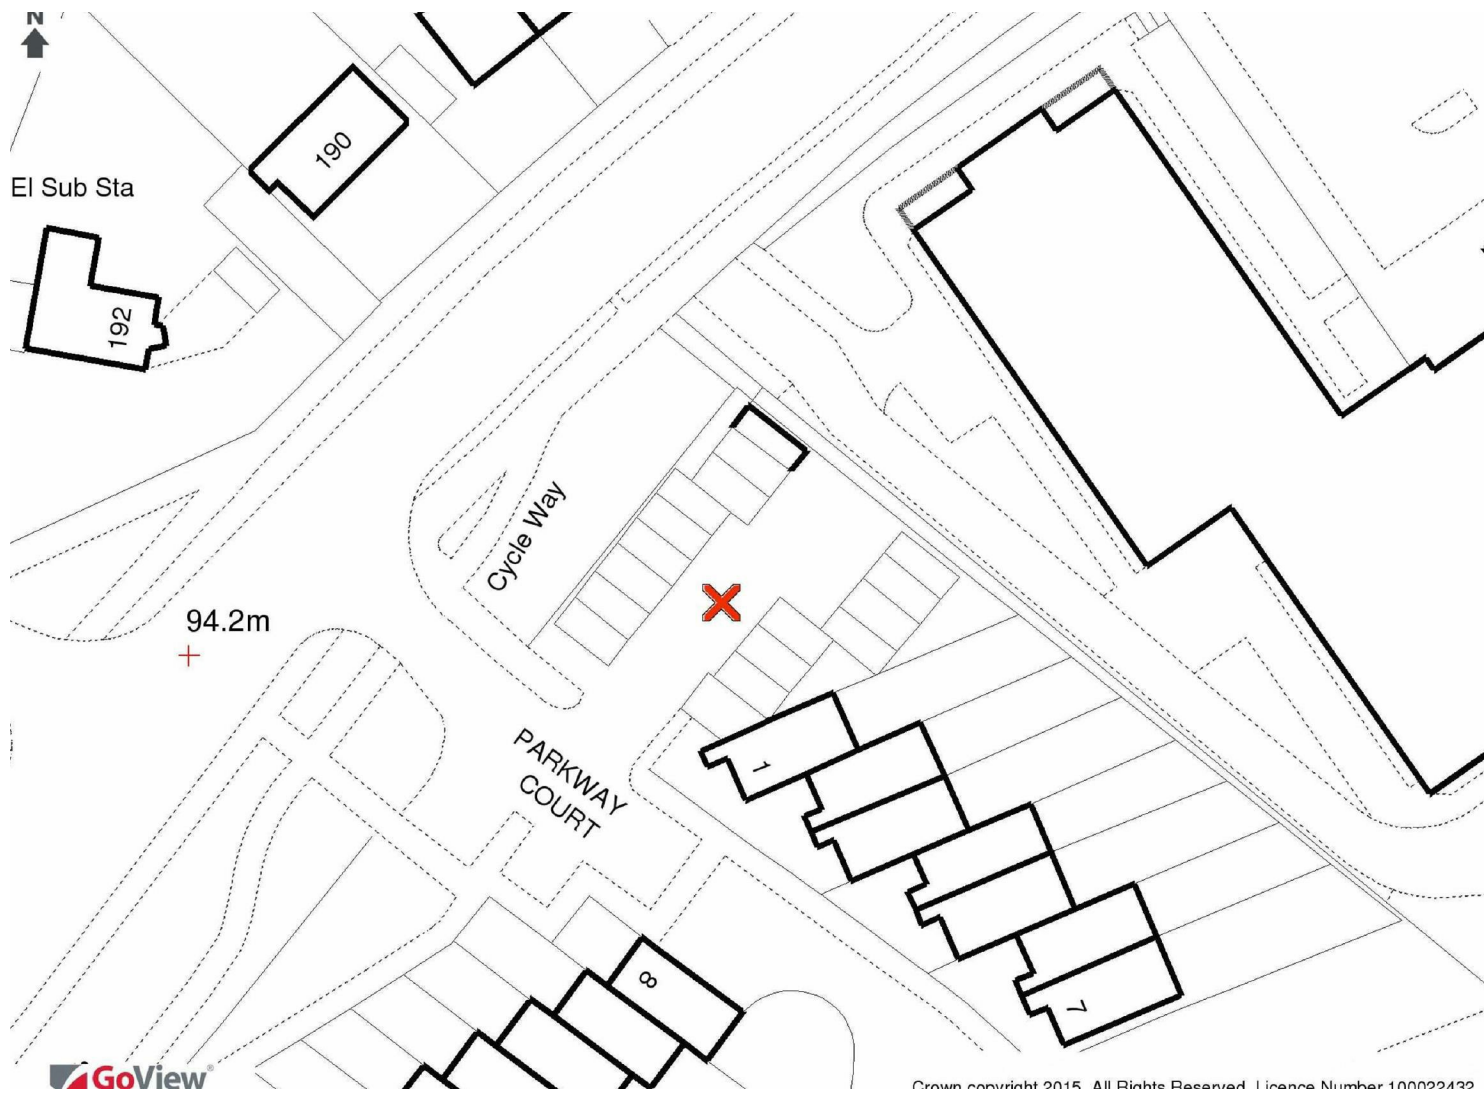 N
190
El Sub Sta
192
Cycle Way
94.2m
PARKWAY
COURT
1
8
7
GoView®
Crown copyright 2015. All Rights Reserved. Licence Number 100022432